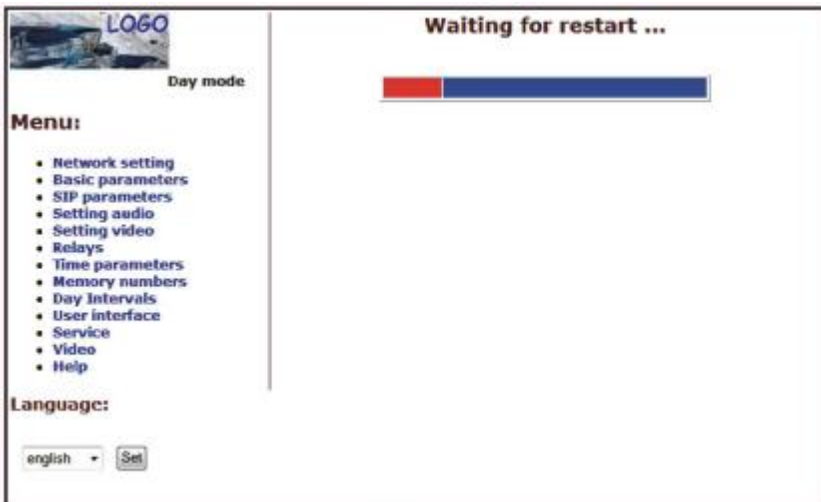 LOGO
Day mode
Menu:
Network setting
Basic parameters
SIP parameters
Setting audio
Setting video
Relays
Time parameters
Memory numbers
Day Intervals
User interface
Service
Video
Help
Language:
english
Set
Waiting for restart ...